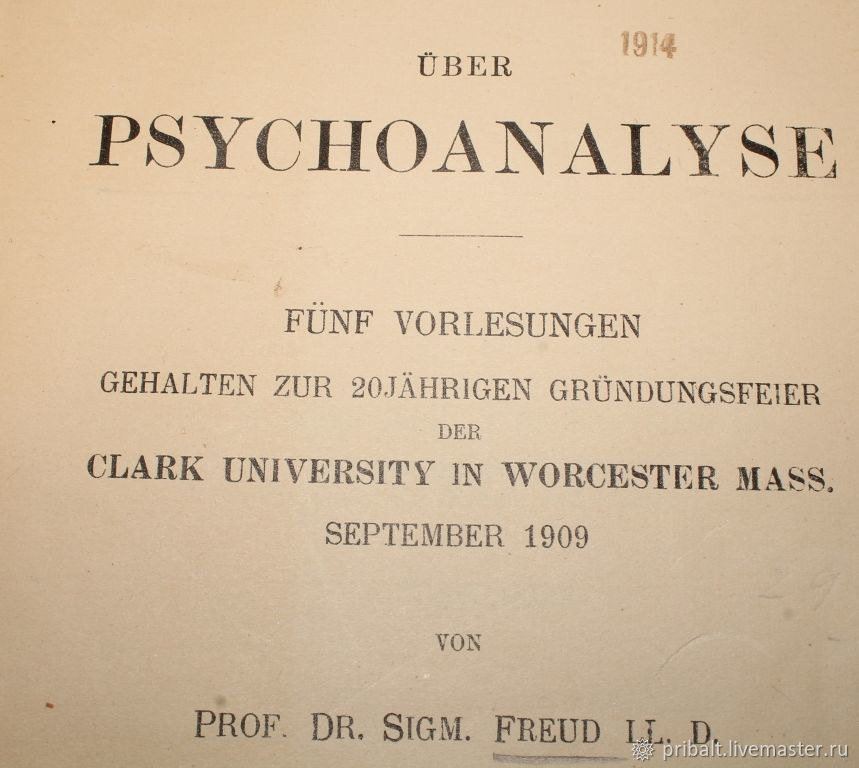 1914
ÜBER
PSYCHOANALYSE
FÜNF VORLESUNGEN
GEHALTEN ZUR 20JÄHRIGEN GRÜNDUNGSFEIER
DER
CLARK UNIVERSITY IN WORCESTER MASS.
SEPTEMBER 1909
VON
PROF. DR. SIGM. FREUD LL. D.
pribalt.livemaster.ru